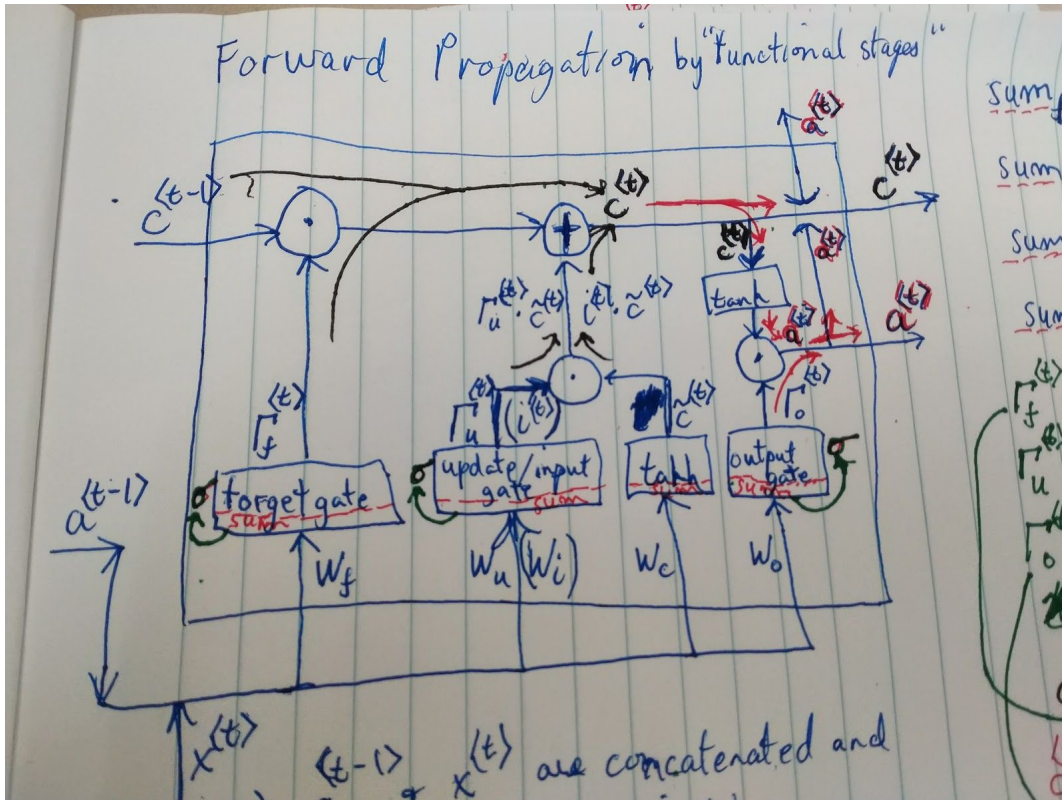 Forward Propagation by "functional stages"
sum
a⟨t⟩
c⟨t-1⟩
c⟨t⟩
c⟨t⟩
sum
c⟨t⟩
a⟨t⟩
sum
tanh
Γu⟨t⟩ · c̃⟨t⟩
i⟨t⟩ · c̃⟨t⟩
a⟨t⟩
a⟨t⟩
sum
Γf⟨t⟩
Γu⟨t⟩
(i⟨t⟩)
c̃⟨t⟩
Γo⟨t⟩
Γf⟨t⟩
a⟨t-1⟩
σ
forget gate
sum
σ
update/input
gate sum
tanh
sum
output
gate
sum
σ
Γu⟨t⟩
Wf
Wu (Wi)
Wc
Wo
Γo
x⟨t⟩
⟨t-1⟩
x⟨t⟩ are concatenated and